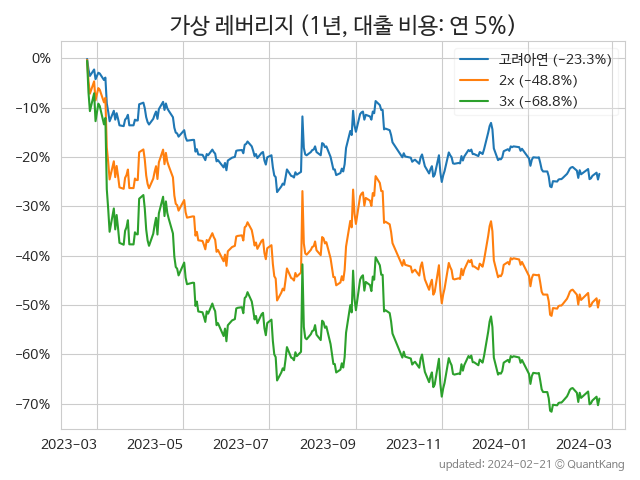 가상 레버리지 (1년, 대출 비용: 연 5%)
고려아연 (-23.3%)
2x (-48.8%)
3x (-68.8%)
0%
-10%
-20%
-30%
-40%
-50%
-60%
-70%
2023-03 2023-05 2023-07 2023-09 2023-11 2024-01 2024-03
updated: 2024-02-21 © QuantKang